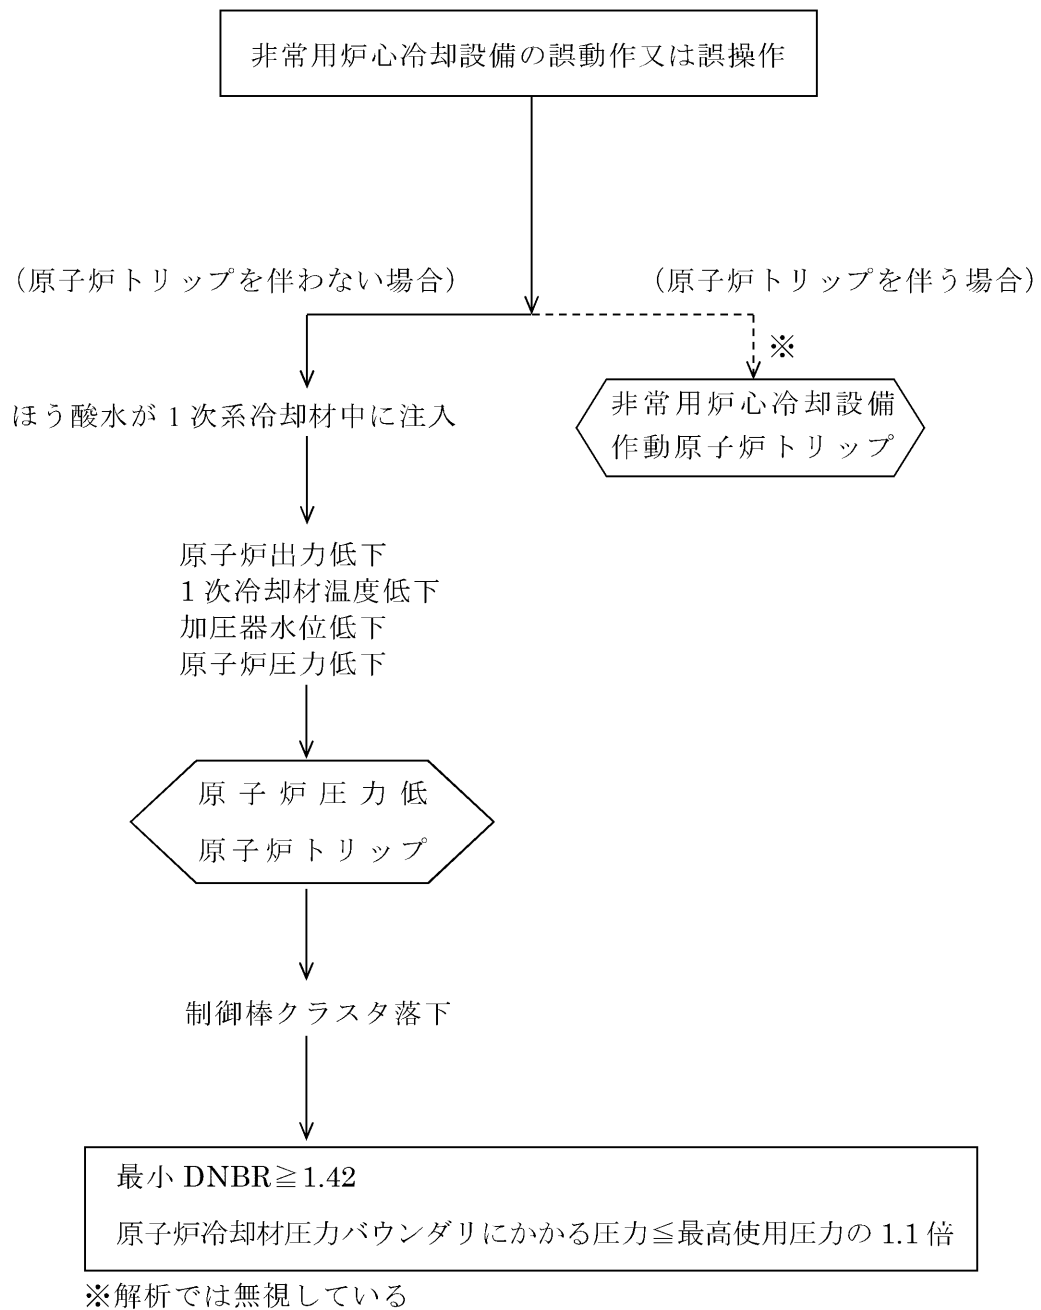 非常用炉心冷却設備の誤動作又は誤操作
（原子炉トリップを伴わない場合）
（原子炉トリップを伴う場合）
※
ほう酸水が1次系冷却材中に注入
非常用炉心冷却設備
作動原子炉トリップ
原子炉出力低下
1次冷却材温度低下
加圧器水位低下
原子炉圧力低下
原子炉圧力低
原子炉トリップ
制御棒クラスタ落下
最小 DNBR≧1.42
原子炉冷却材圧力バウンダリにかかる圧力≦最高使用圧力の 1.1 倍
※解析では無視している